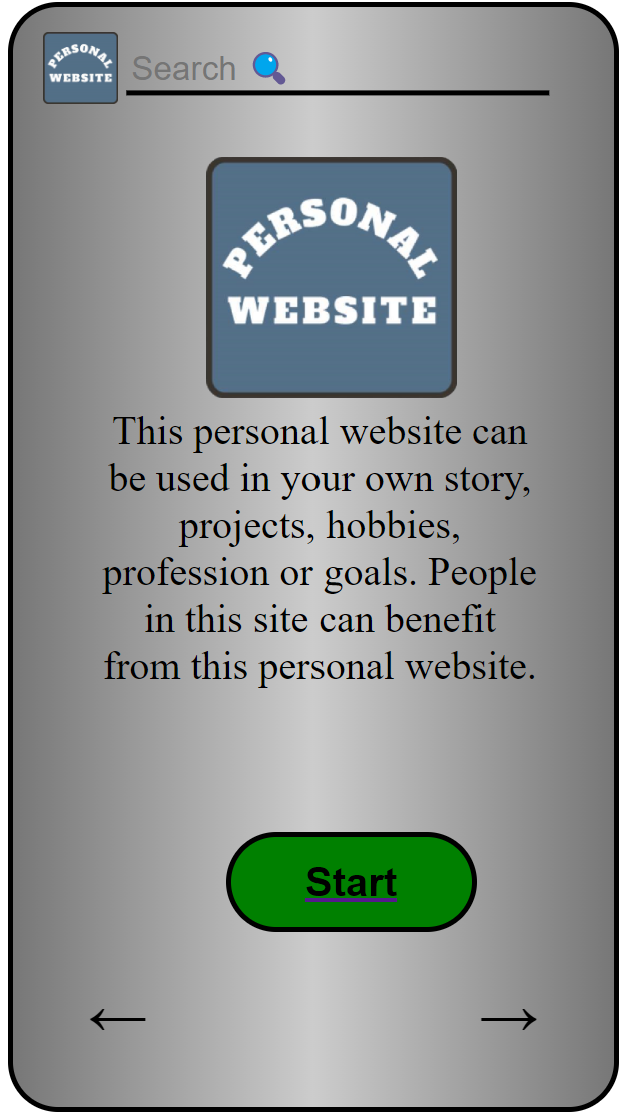 PERSONAL
WEBSITE
Search 🔍
PERSONAL
WEBSITE
This personal website can
be used in your own story,
projects, hobbies,
profession or goals. People
in this site can benefit
from this personal website.
Start
← →